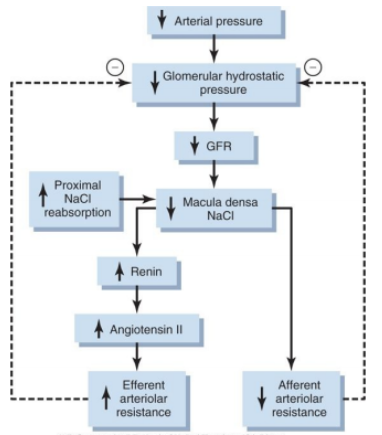 Arterial pressure
−
−
Glomerular hydrostatic
pressure
GFR
Proximal
NaCl
reabsorption
Macula densa
NaCl
Renin
Angiotensin II
Efferent
arteriolar
resistance
Afferent
arteriolar
resistance